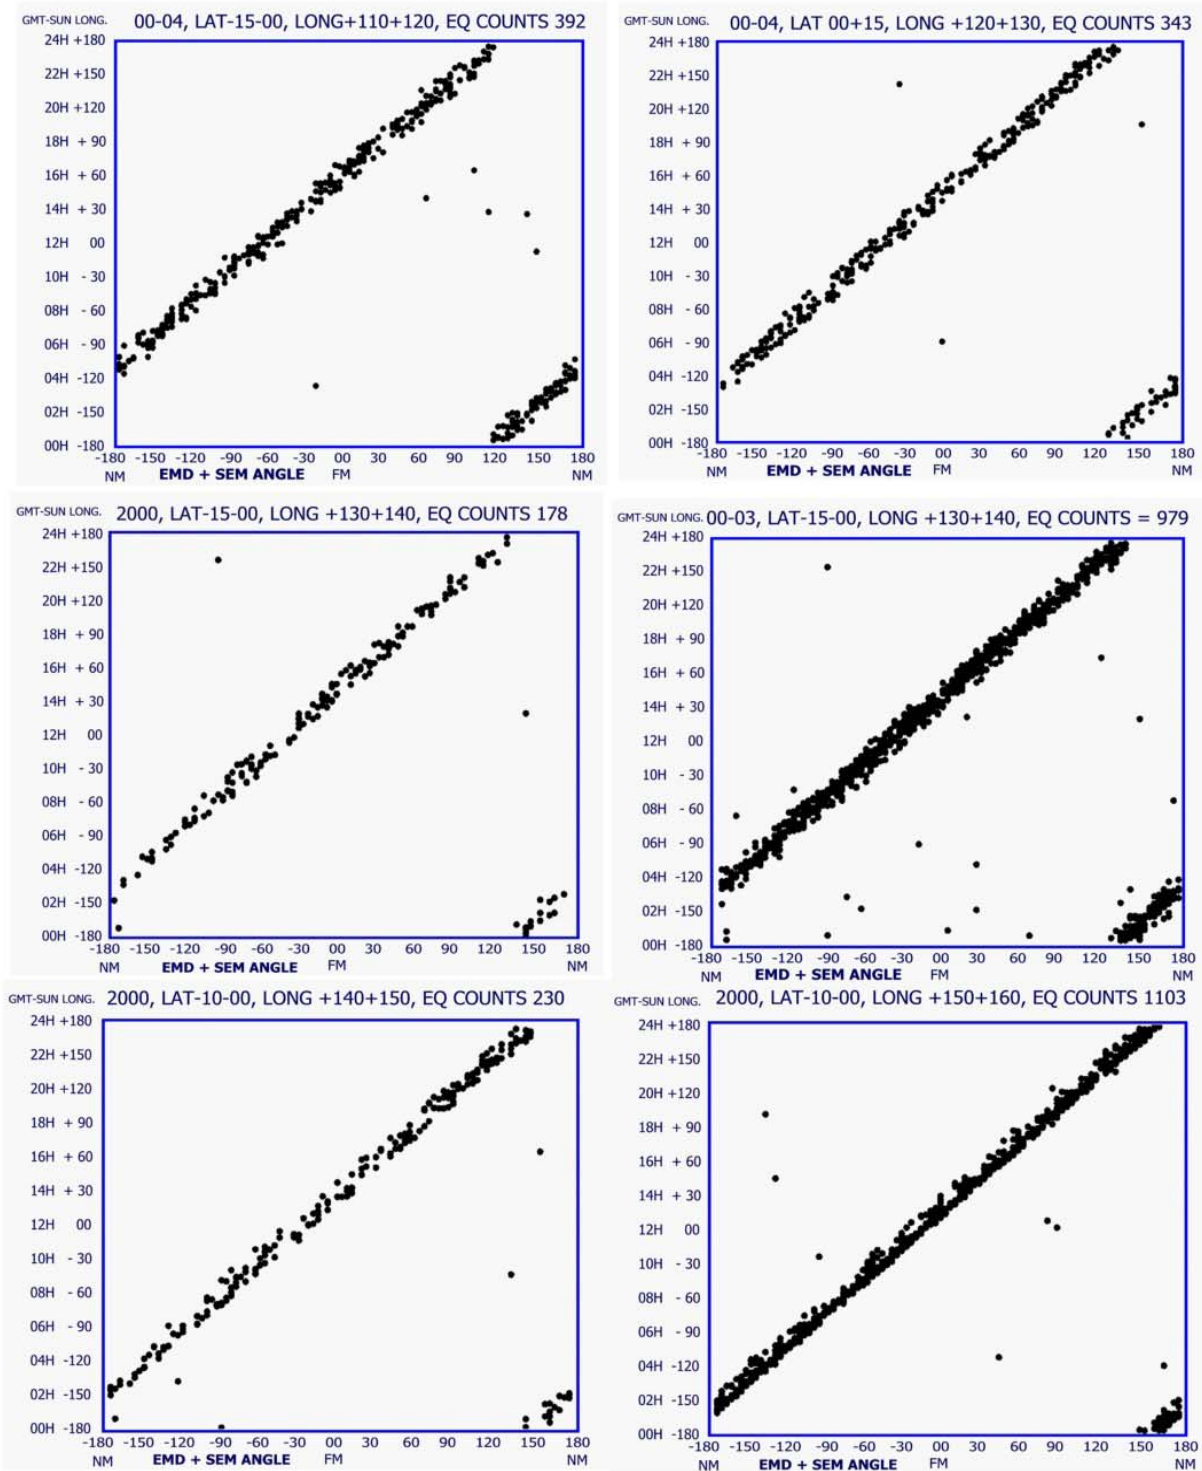 GMT-SUN LONG. 00-04, LAT-15-00, LONG+110+120, EQ COUNTS 392
24H +180
22H +150
20H +120
18H + 90
16H + 60
14H + 30
12H 00
10H - 30
08H - 60
06H - 90
04H -120
02H -150
00H -180
-180 -150 -120 -90 -60 -30 00 30 60 90 120 150 180
NM EMD + SEM ANGLE FM NM
GMT-SUN LONG. 00-04, LAT 00+15, LONG +120+130, EQ COUNTS 343
24H +180
22H +150
20H +120
18H + 90
16H + 60
14H + 30
12H 00
10H - 30
08H - 60
06H - 90
04H -120
02H -150
00H -180
-180 -150 -120 -90 -60 -30 00 30 60 90 120 150 180
NM EMD + SEM ANGLE FM NM
GMT-SUN LONG. 2000, LAT-15-00, LONG +130+140, EQ COUNTS 178
24H +180
22H +150
20H +120
18H + 90
16H + 60
14H + 30
12H 00
10H - 30
08H - 60
06H - 90
04H -120
02H -150
00H -180
-180 -150 -120 -90 -60 -30 00 30 60 90 120 150 180
NM EMD + SEM ANGLE FM NM
GMT-SUN LONG. 00-03, LAT-15-00, LONG +130+140, EQ COUNTS = 979
24H +180
22H +150
20H +120
18H + 90
16H + 60
14H + 30
12H 00
10H - 30
08H - 60
06H - 90
04H -120
02H -150
00H -180
-180 -150 -120 -90 -60 -30 00 30 60 90 120 150 180
NM EMD + SEM ANGLE FM NM
GMT-SUN LONG. 2000, LAT-10-00, LONG +140+150, EQ COUNTS 230
24H +180
22H +150
20H +120
18H + 90
16H + 60
14H + 30
12H 00
10H - 30
08H - 60
06H - 90
04H -120
02H -150
00H -180
-180 -150 -120 -90 -60 -30 00 30 60 90 120 150 180
NM EMD + SEM ANGLE FM NM
GMT-SUN LONG. 2000, LAT-10-00, LONG +150+160, EQ COUNTS 1103
24H +180
22H +150
20H +120
18H + 90
16H + 60
14H + 30
12H 00
10H - 30
08H - 60
06H - 90
04H -120
02H -150
00H -180
-180 -150 -120 -90 -60 -30 00 30 60 90 120 150 180
NM EMD + SEM ANGLE FM NM